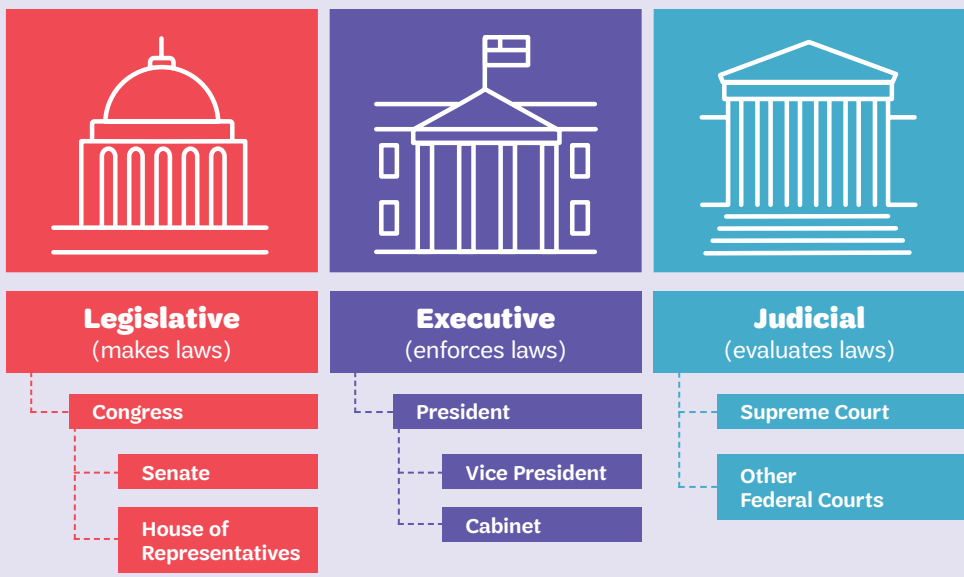 Legislative
(makes laws)
Congress
Senate
House of
Representatives
Executive
(enforces laws)
President
Vice President
Cabinet
Judicial
(evaluates laws)
Supreme Court
Other
Federal Courts